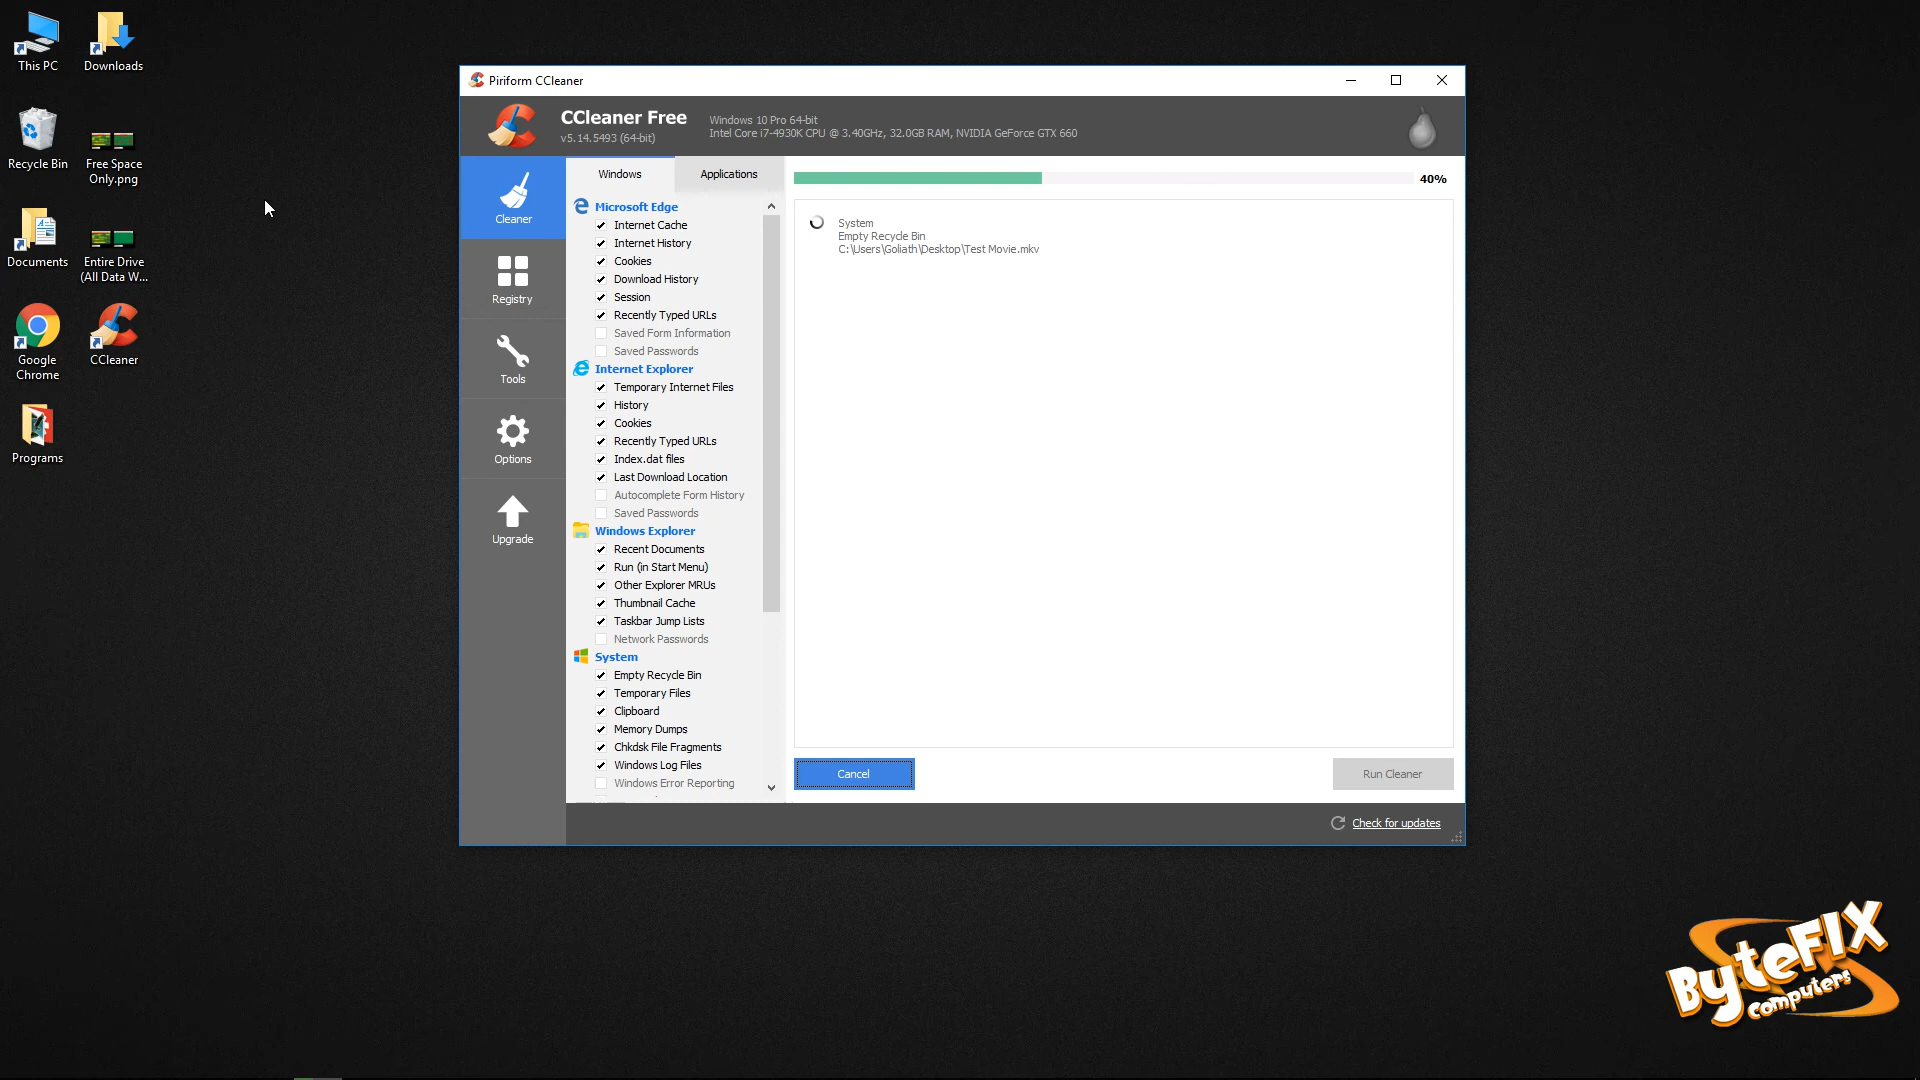 This PC
Downloads
Recycle Bin
Free Space
Only.png
Documents
Entire Drive
(All Data W...
Google
Chrome
CCleaner
Programs
Piriform CCleaner
CCleaner Free
v5.14.5493 (64-bit)
Windows 10 Pro 64-bit
Intel Core i7-4930K CPU @ 3.40GHz, 32.0GB RAM, NVIDIA GeForce GTX 660
Cleaner
Registry
Tools
Options
Upgrade
Windows
Applications
Microsoft Edge
Internet Cache
Internet History
Cookies
Download History
Session
Recently Typed URLs
Saved Form Information
Saved Passwords
Internet Explorer
Temporary Internet Files
History
Cookies
Recently Typed URLs
Index.dat files
Last Download Location
Autocomplete Form History
Saved Passwords
Windows Explorer
Recent Documents
Run (in Start Menu)
Other Explorer MRUs
Thumbnail Cache
Taskbar Jump Lists
Network Passwords
System
Empty Recycle Bin
Temporary Files
Clipboard
Memory Dumps
Chkdsk File Fragments
Windows Log Files
Windows Error Reporting
40%
System
Empty Recycle Bin
C:\Users\Goliath\Desktop\Test Movie.mkv
Cancel
Run Cleaner
Check for updates
ByteFIX
Computers